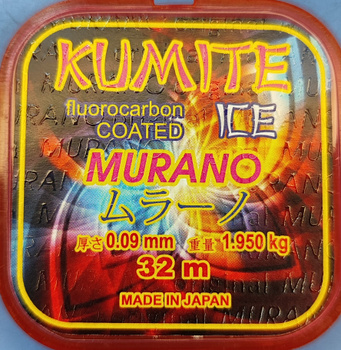 KUMITE
fluorocarbon
COATED ICE
MURANO
ムラーノ
厚さ 0.09 mm 重量 1.950 kg
32 m
MADE IN JAPAN